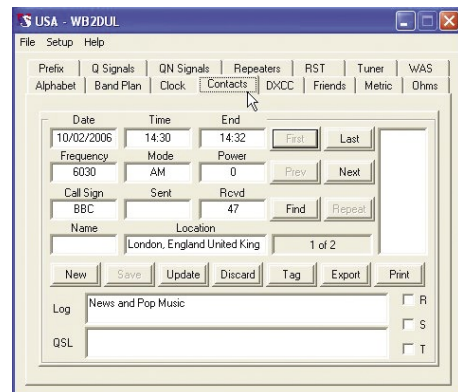 USA - WB2DUL
File Setup Help
Prefix Q Signals QN Signals Repeaters RST Tuner WAS
Alphabet Band Plan Clock Contacts DXCC Friends Metric Ohms
Date Time End
10/02/2006 14:30 14:32 First Last
Frequency Mode Power
6030 AM 0 Prev Next
Call Sign Sent Rcvd
BBC 47 Find Repeat
Name Location
London, England United King 1 of 2
New Save Update Discard Tag Export Print
Log News and Pop Music R
S
QSL T